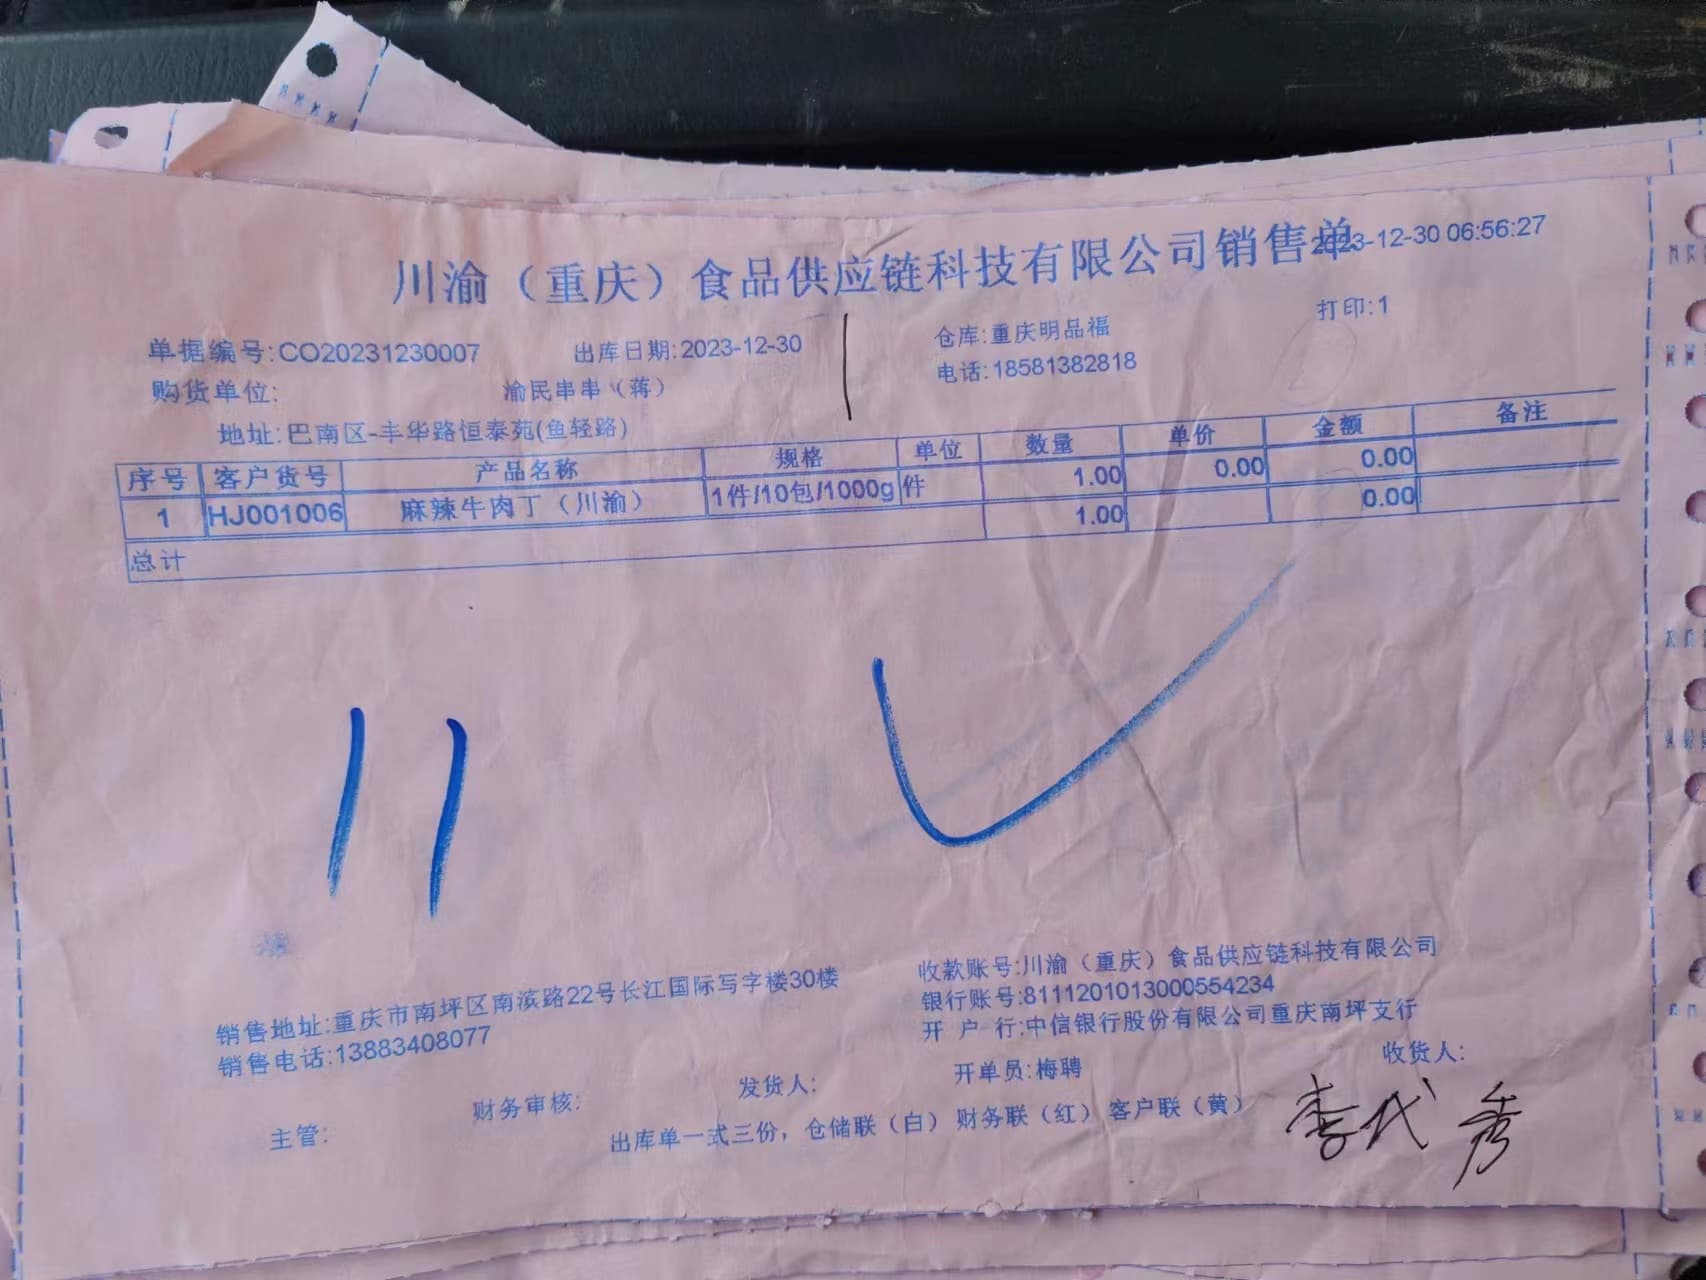 川渝（重庆）食品供应链科技有限公司销售单
2023-12-30 06:56:27
打印:1
单据编号:CO20231230007 出库日期:2023-12-30 仓库:重庆明品福
购货单位: 渝民串串（蒋） 电话:18581382818
地址:巴南区-丰华路恒泰苑(鱼轻路)
序号 客户货号 产品名称 规格 单位 数量 单价 金额 备注
1 HJ001006 麻辣牛肉丁（川渝） 1件/10包/1000g 件 1.00 0.00 0.00
总计 1.00 0.00
11
销售地址:重庆市南坪区南滨路22号长江国际写字楼30楼
销售电话:13883408077
收款账号:川渝（重庆）食品供应链科技有限公司
银行账号:8111201013000554234
开 户 行:中信银行股份有限公司重庆南坪支行
主管: 财务审核: 发货人: 开单员:梅聘 收货人:
李代秀
出库单一式三份，仓储联（白） 财务联（红） 客户联（黄）